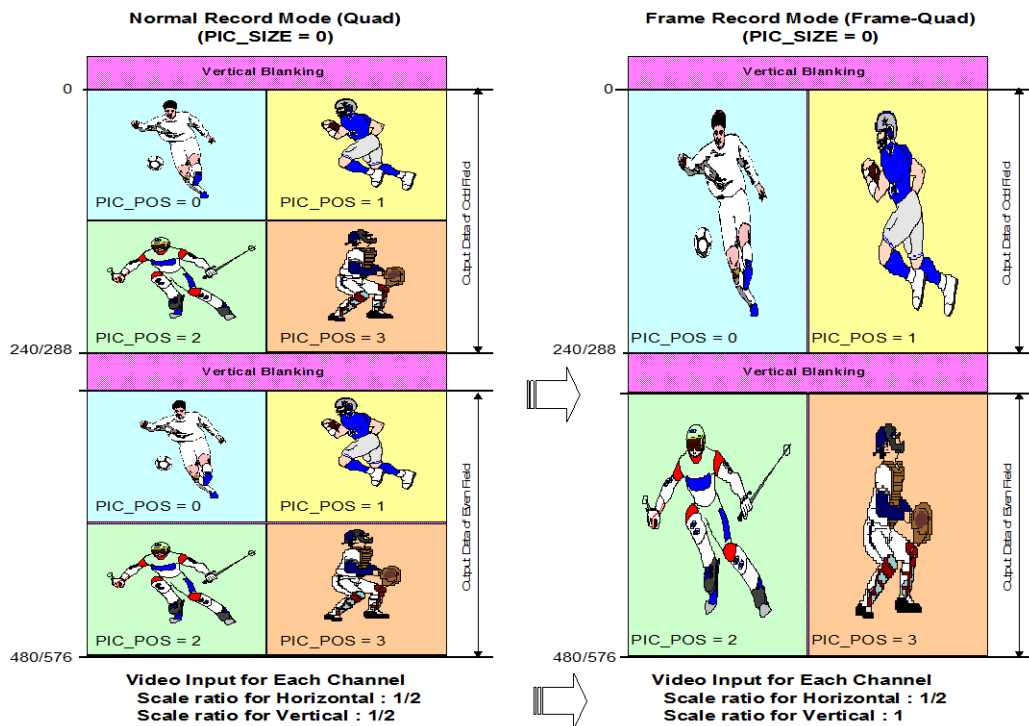 Normal Record Mode (Quad)
(PIC_SIZE = 0)
Vertical Blanking
0
PIC_POS = 0
PIC_POS = 1
PIC_POS = 2
PIC_POS = 3
Output Data of Odd Field
240/288
Vertical Blanking
PIC_POS = 0
PIC_POS = 1
PIC_POS = 2
PIC_POS = 3
Output Data of Even Field
480/576
Video Input for Each Channel
Scale ratio for Horizontal : 1/2
Scale ratio for Vertical : 1/2
Frame Record Mode (Frame-Quad)
(PIC_SIZE = 0)
Vertical Blanking
0
PIC_POS = 0
PIC_POS = 1
Output Data of Odd Field
240/288
Vertical Blanking
PIC_POS = 2
PIC_POS = 3
Output Data of Even Field
480/576
Video Input for Each Channel
Scale ratio for Horizontal : 1/2
Scale ratio for Vertical : 1